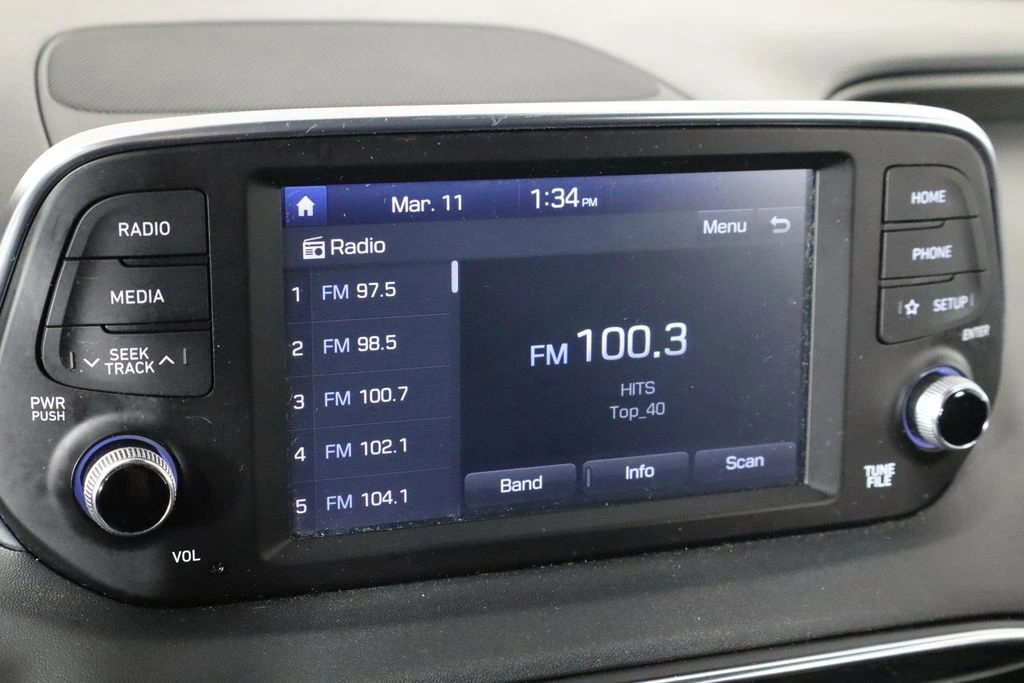 RADIO
MEDIA
SEEK
TRACK
PWR
PUSH
VOL
Mar. 11
1:34 PM
Radio
Menu
1 FM 97.5
2 FM 98.5
3 FM 100.7
4 FM 102.1
5 FM 104.1
FM 100.3
HITS
Top_40
Band
Info
Scan
HOME
PHONE
SETUP
ENTER
TUNE
FILE